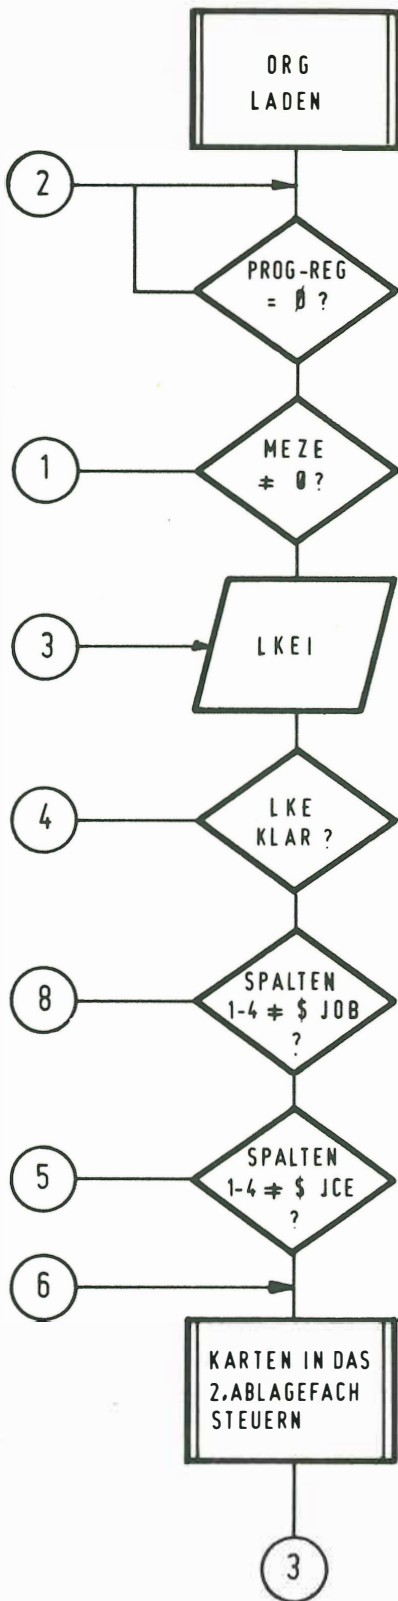 ORG
LADEN
2
PROG-REG
= Ø ?
1
MEZE
≠ 0?
3
LKEI
4
LKE
KLAR ?
8
SPALTEN
1-4 ≠ $ JOB
?
5
SPALTEN
1-4 ≠ $ JCE
?
6
KARTEN IN DAS
2.ABLAGEFACH
STEUERN
3